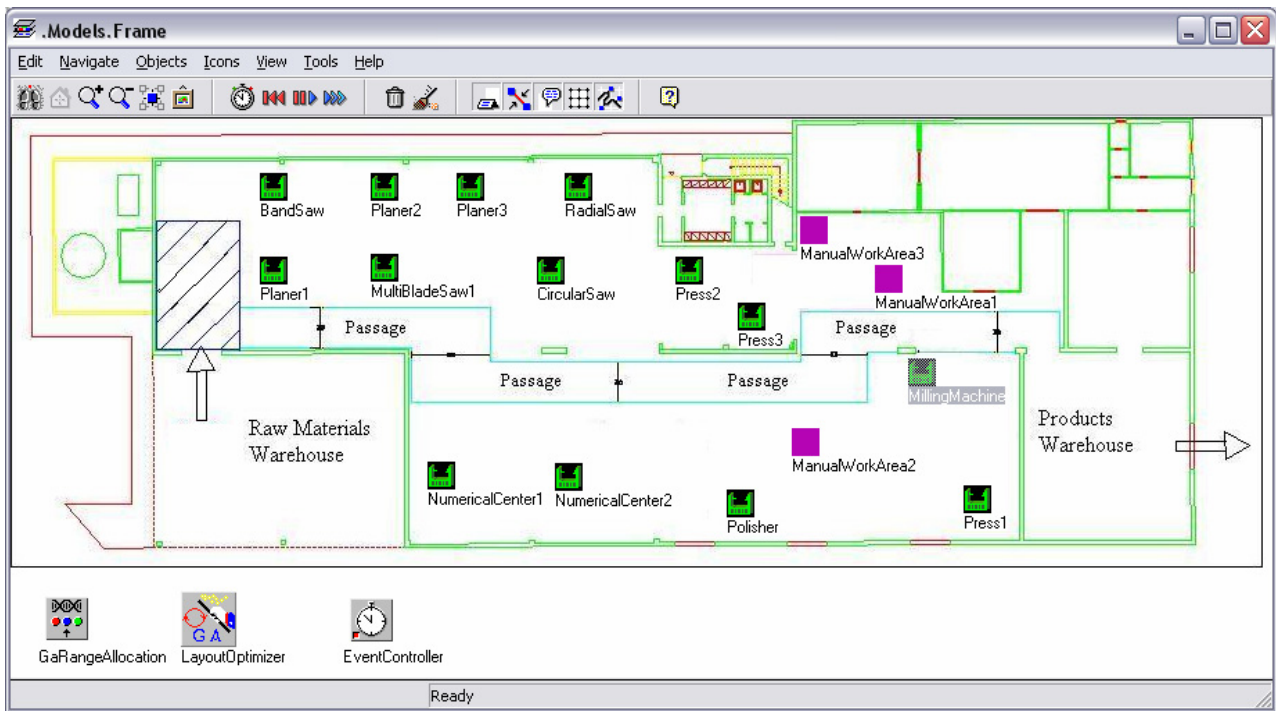 .Models.Frame
Edit Navigate Objects Icons View Tools Help
BandSaw Planer2 Planer3 RadialSaw
ManualWorkArea3
Planer1 MultiBladeSaw1 CircularSaw Press2
ManualWorkArea1
Passage Passage
Press3
Passage Passage
MillingMachine
Raw Materials
Warehouse
Products
Warehouse
ManualWorkArea2
NumericalCenter1 NumericalCenter2
Polisher Press1
GA
GaRangeAllocation LayoutOptimizer EventController
Ready